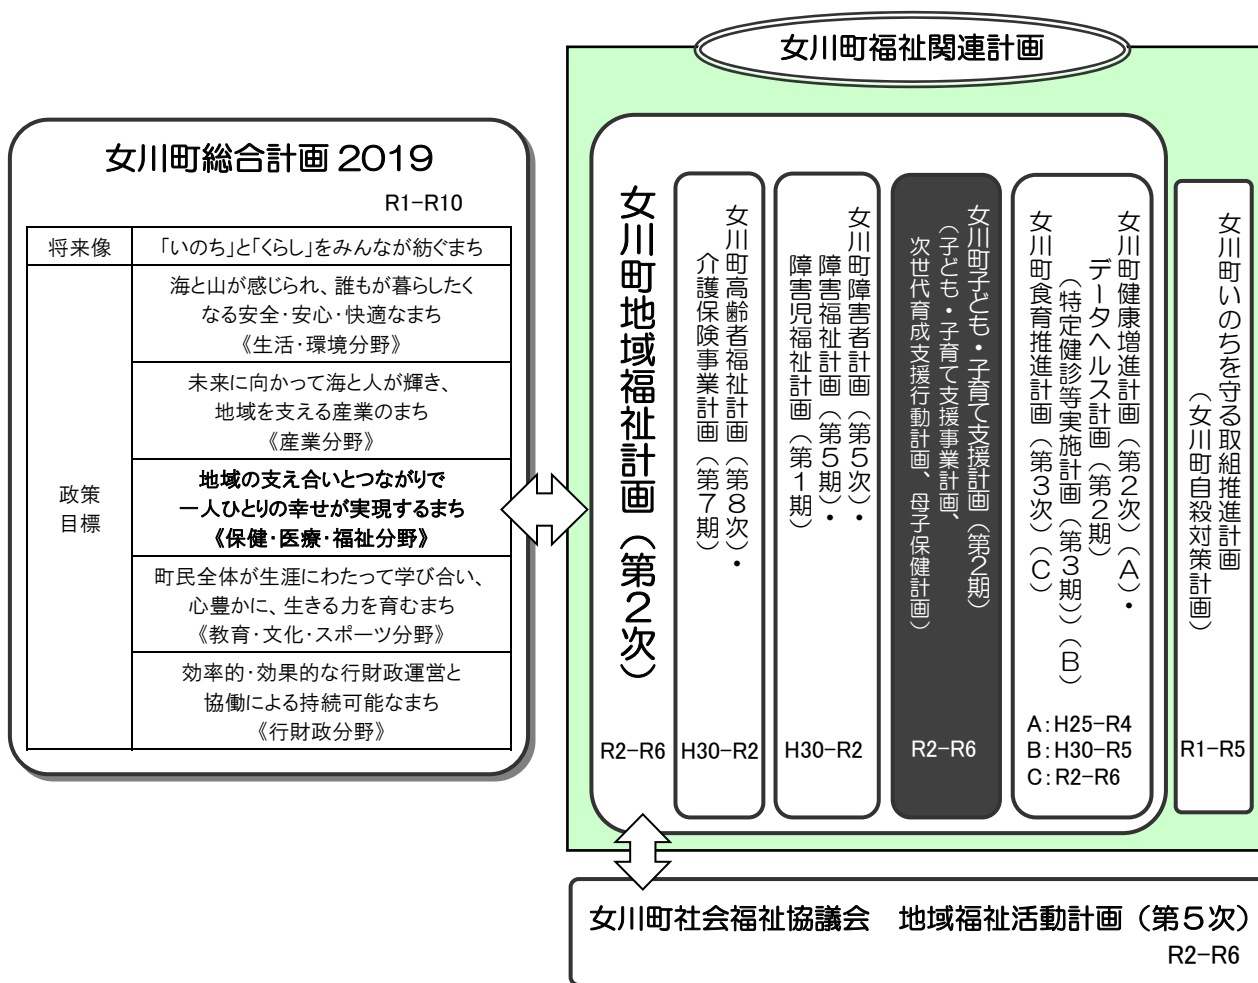 女川町福祉関連計画
女川町総合計画 2019
R1-R10
将来像
「いのち」と「くらし」をみんなが紡ぐまち
政策
目標
海と山が感じられ、誰もが暮らしたく
なる安全・安心・快適なまち
《生活・環境分野》
未来に向かって海と人が輝き、
地域を支える産業のまち
《産業分野》
地域の支え合いとつながりで
一人ひとりの幸せが実現するまち
《保健・医療・福祉分野》
町民全体が生涯にわたって学び合い、
心豊かに、生きる力を育むまち
《教育・文化・スポーツ分野》
効率的・効果的な行財政運営と
協働による持続可能なまち
《行財政分野》
女川町地域福祉計画（第２次）
R2-R6
女川町高齢者福祉計画（第８次）・
介護保険事業計画（第７期）
H30-R2
女川町障害者計画（第５次）・
障害福祉計画（第５期）・
障害児福祉計画（第１期）
H30-R2
女川町子ども・子育て支援計画（第２期）
（子ども・子育て支援事業計画、
次世代育成支援行動計画、母子保健計画）
R2-R6
女川町健康増進計画（第２次）（A）・
データヘルス計画（第２期）
（特定健診等実施計画（第３期））（B）
女川町食育推進計画（第３次）（C）
A:H25-R4
B:H30-R5
C:R2-R6
女川町いのちを守る取組推進計画
（女川町自殺対策計画）
R1-R5
女川町社会福祉協議会　地域福祉活動計画（第５次）
R2-R6